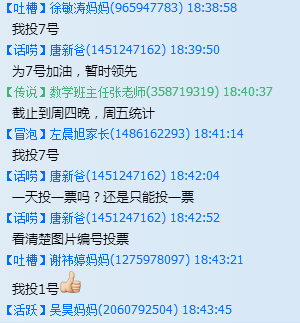 【吐槽】徐敏涛妈妈(965947783) 18:38:58
我投7号
【话唠】唐新爸(1451247162) 18:39:50
为7号加油，暂时领先
【传说】数学班主任张老师(358719319) 18:40:37
截止到周四晚，周五统计
【冒泡】左晨旭家长(1486162293) 18:41:14
我投7号
【话唠】唐新爸(1451247162) 18:42:04
一天投一票吗？还是只能投一票
【话唠】唐新爸(1451247162) 18:42:52
看清楚图片编号投票
【吐槽】谢祎婷妈妈(1275978097) 18:43:21
我投1号
【活跃】吴昊妈妈(2060792504) 18:43:45